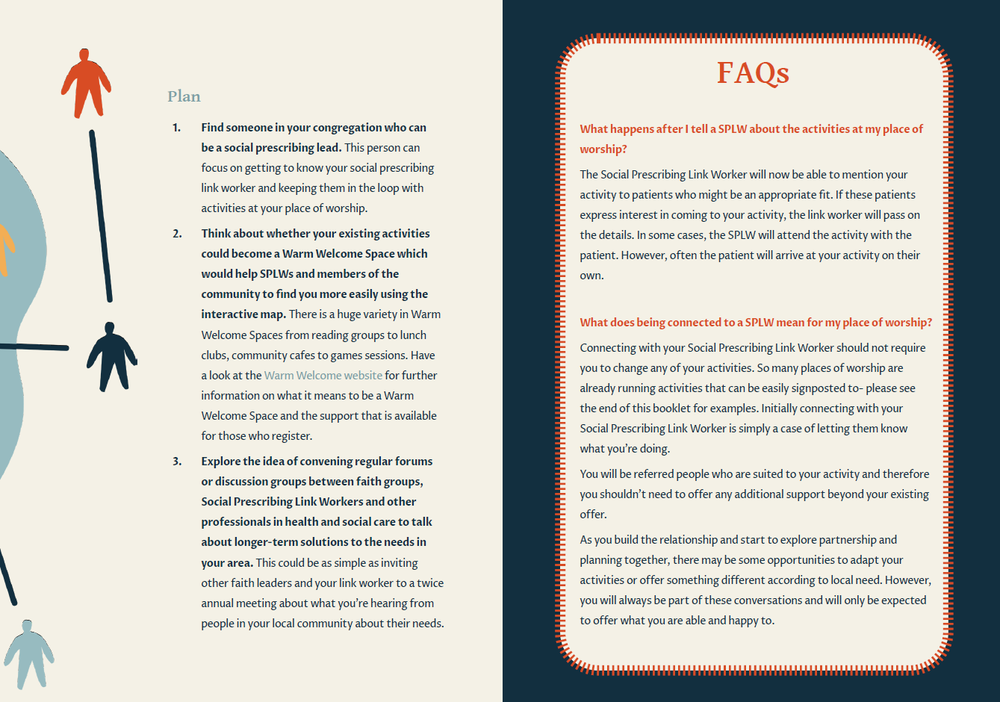 Plan
1. Find someone in your congregation who can
be a social prescribing lead. This person can
focus on getting to know your social prescribing
link worker and keeping them in the loop with
activities at your place of worship.
2. Think about whether your existing activities
could become a Warm Welcome Space which
would help SPLWs and members of the
community to find you more easily using the
interactive map. There is a huge variety in Warm
Welcome Spaces from reading groups to lunch
clubs, community cafes to games sessions. Have
a look at the Warm Welcome website for further
information on what it means to be a Warm
Welcome Space and the support that is available
for those who register.
3. Explore the idea of convening regular forums
or discussion groups between faith groups,
Social Prescribing Link Workers and other
professionals in health and social care to talk
about longer-term solutions to the needs in
your area. This could be as simple as inviting
other faith leaders and your link worker to a twice
annual meeting about what you’re hearing from
people in your local community about their needs.
FAQs
What happens after I tell a SPLW about the activities at my place of
worship?
The Social Prescribing Link Worker will now be able to mention your
activity to patients who might be an appropriate fit. If these patients
express interest in coming to your activity, the link worker will pass on
the details. In some cases, the SPLW will attend the activity with the
patient. However, often the patient will arrive at your activity on their
own.
What does being connected to a SPLW mean for my place of worship?
Connecting with your Social Prescribing Link Worker should not require
you to change any of your activities. So many places of worship are
already running activities that can be easily signposted to- please see
the end of this booklet for examples. Initially connecting with your
Social Prescribing Link Worker is simply a case of letting them know
what you’re doing.
You will be referred people who are suited to your activity and therefore
you shouldn’t need to offer any additional support beyond your existing
offer.
As you build the relationship and start to explore partnership and
planning together, there may be some opportunities to adapt your
activities or offer something different according to local need. However,
you will always be part of these conversations and will only be expected
to offer what you are able and happy to.